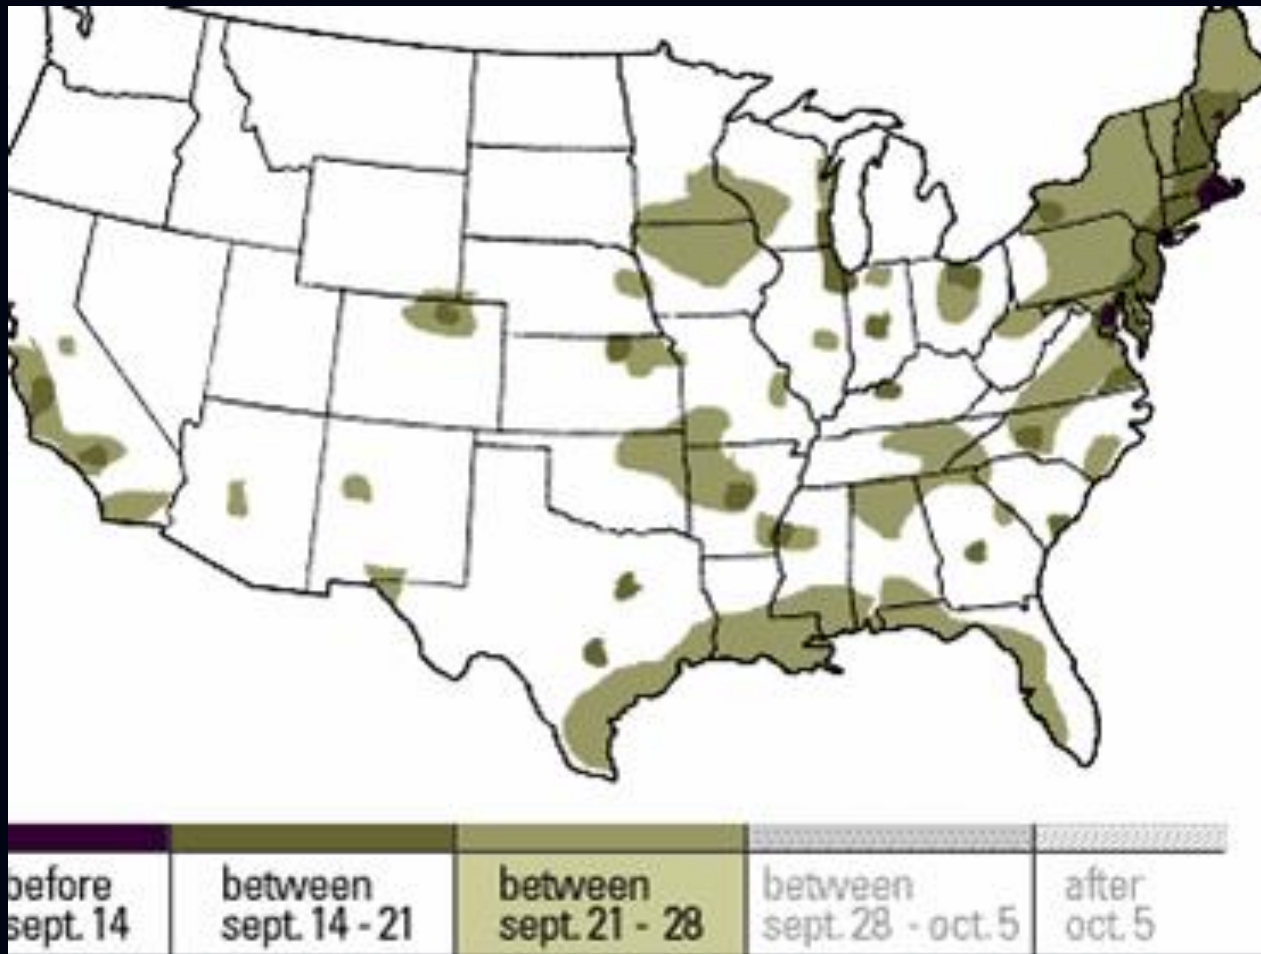 before
sept. 14
between
sept. 14 - 21
between
sept. 21 - 28
between
sept. 28 - oct. 5
after
oct. 5